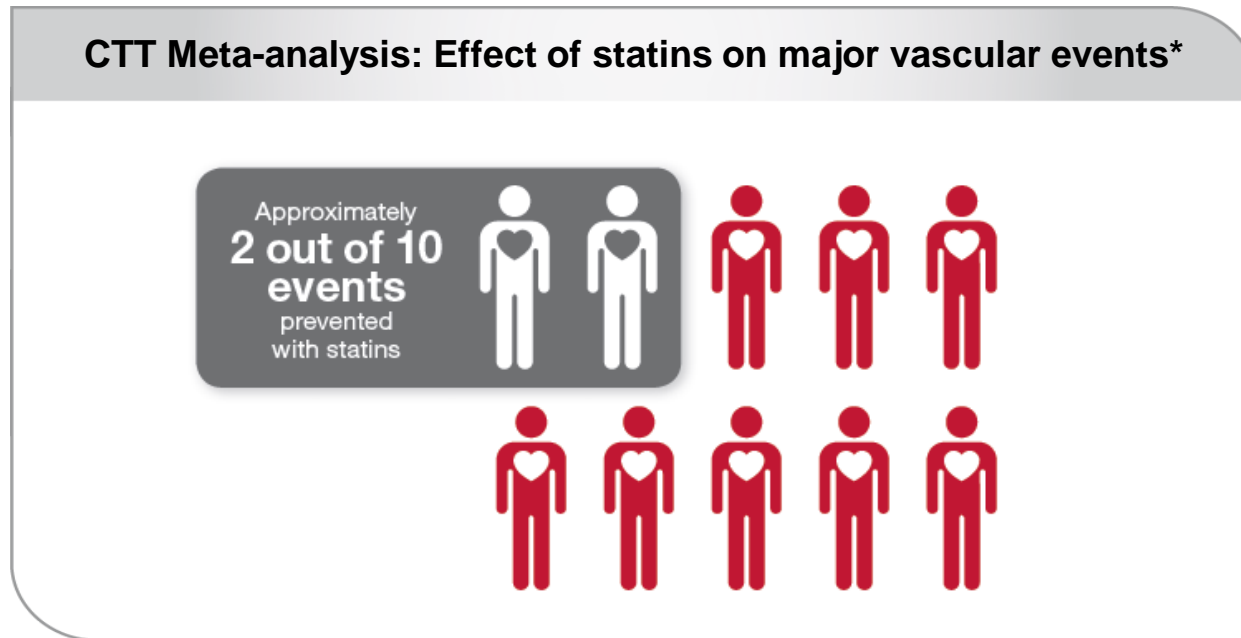 CTT Meta-analysis: Effect of statins on major vascular events*
Approximately
2 out of 10
events
prevented
with statins